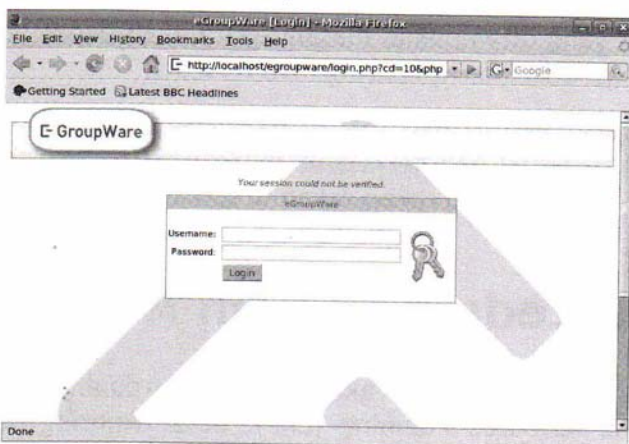 eGroupWare [Login] - Mozilla Firefox
File Edit View History Bookmarks Tools Help
http://localhost/egroupware/login.php?cd=10&php
Google
Getting Started Latest BBC Headlines
GroupWare
Your session could not be verified.
eGroupWare
Username:
Password:
Login
Done